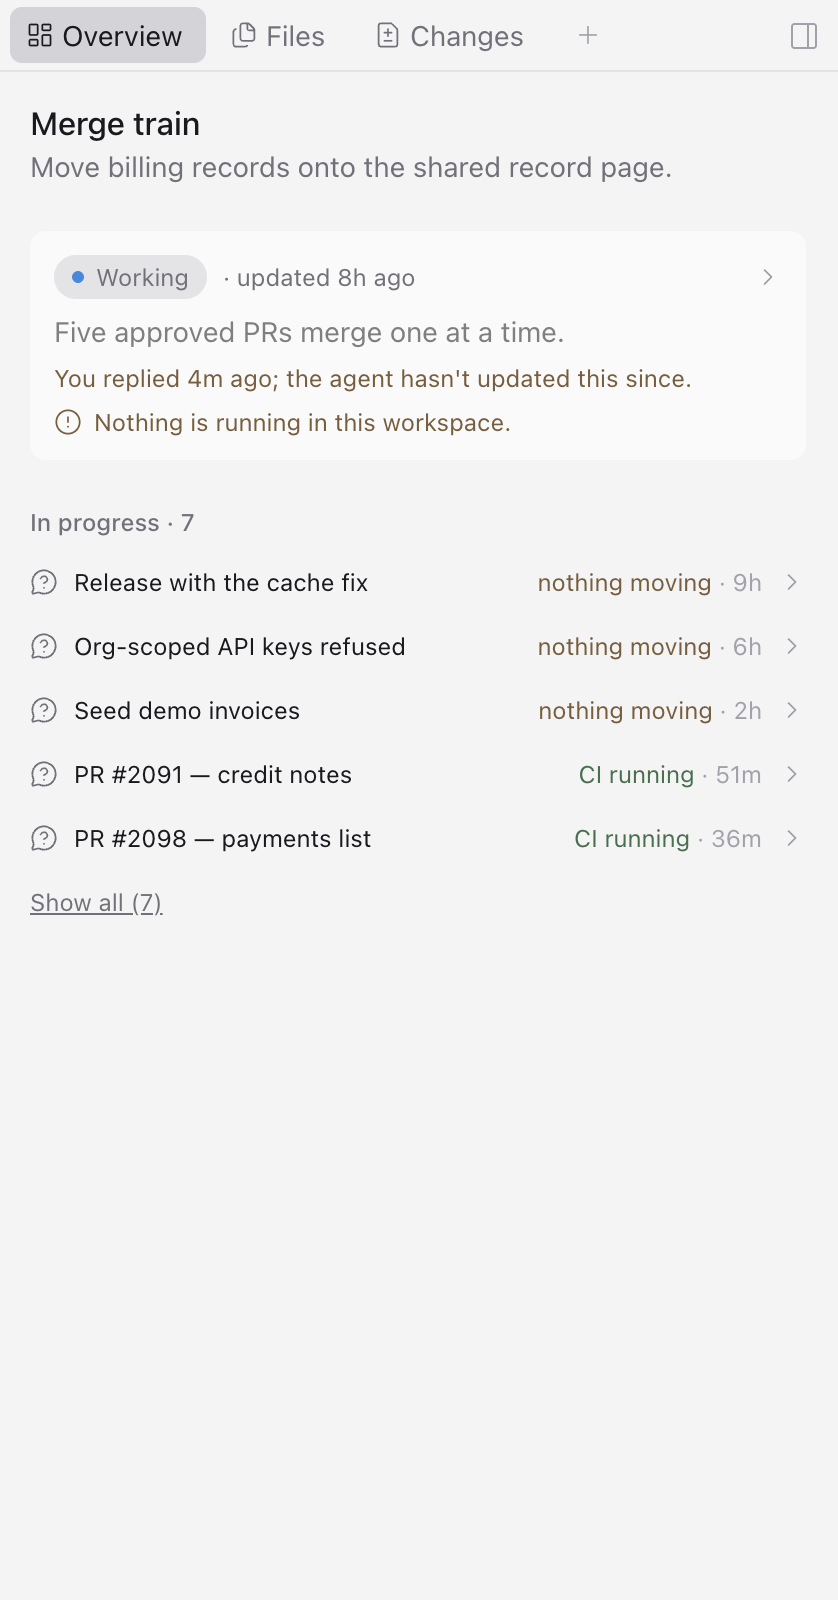 Overview Files Changes
Merge train
Move billing records onto the shared record page.
Working · updated 8h ago
Five approved PRs merge one at a time.
You replied 4m ago; the agent hasn't updated this since.
Nothing is running in this workspace.
In progress · 7
Release with the cache fix nothing moving · 9h
Org-scoped API keys refused nothing moving · 6h
Seed demo invoices nothing moving · 2h
PR #2091 — credit notes CI running · 51m
PR #2098 — payments list CI running · 36m
Show all (7)